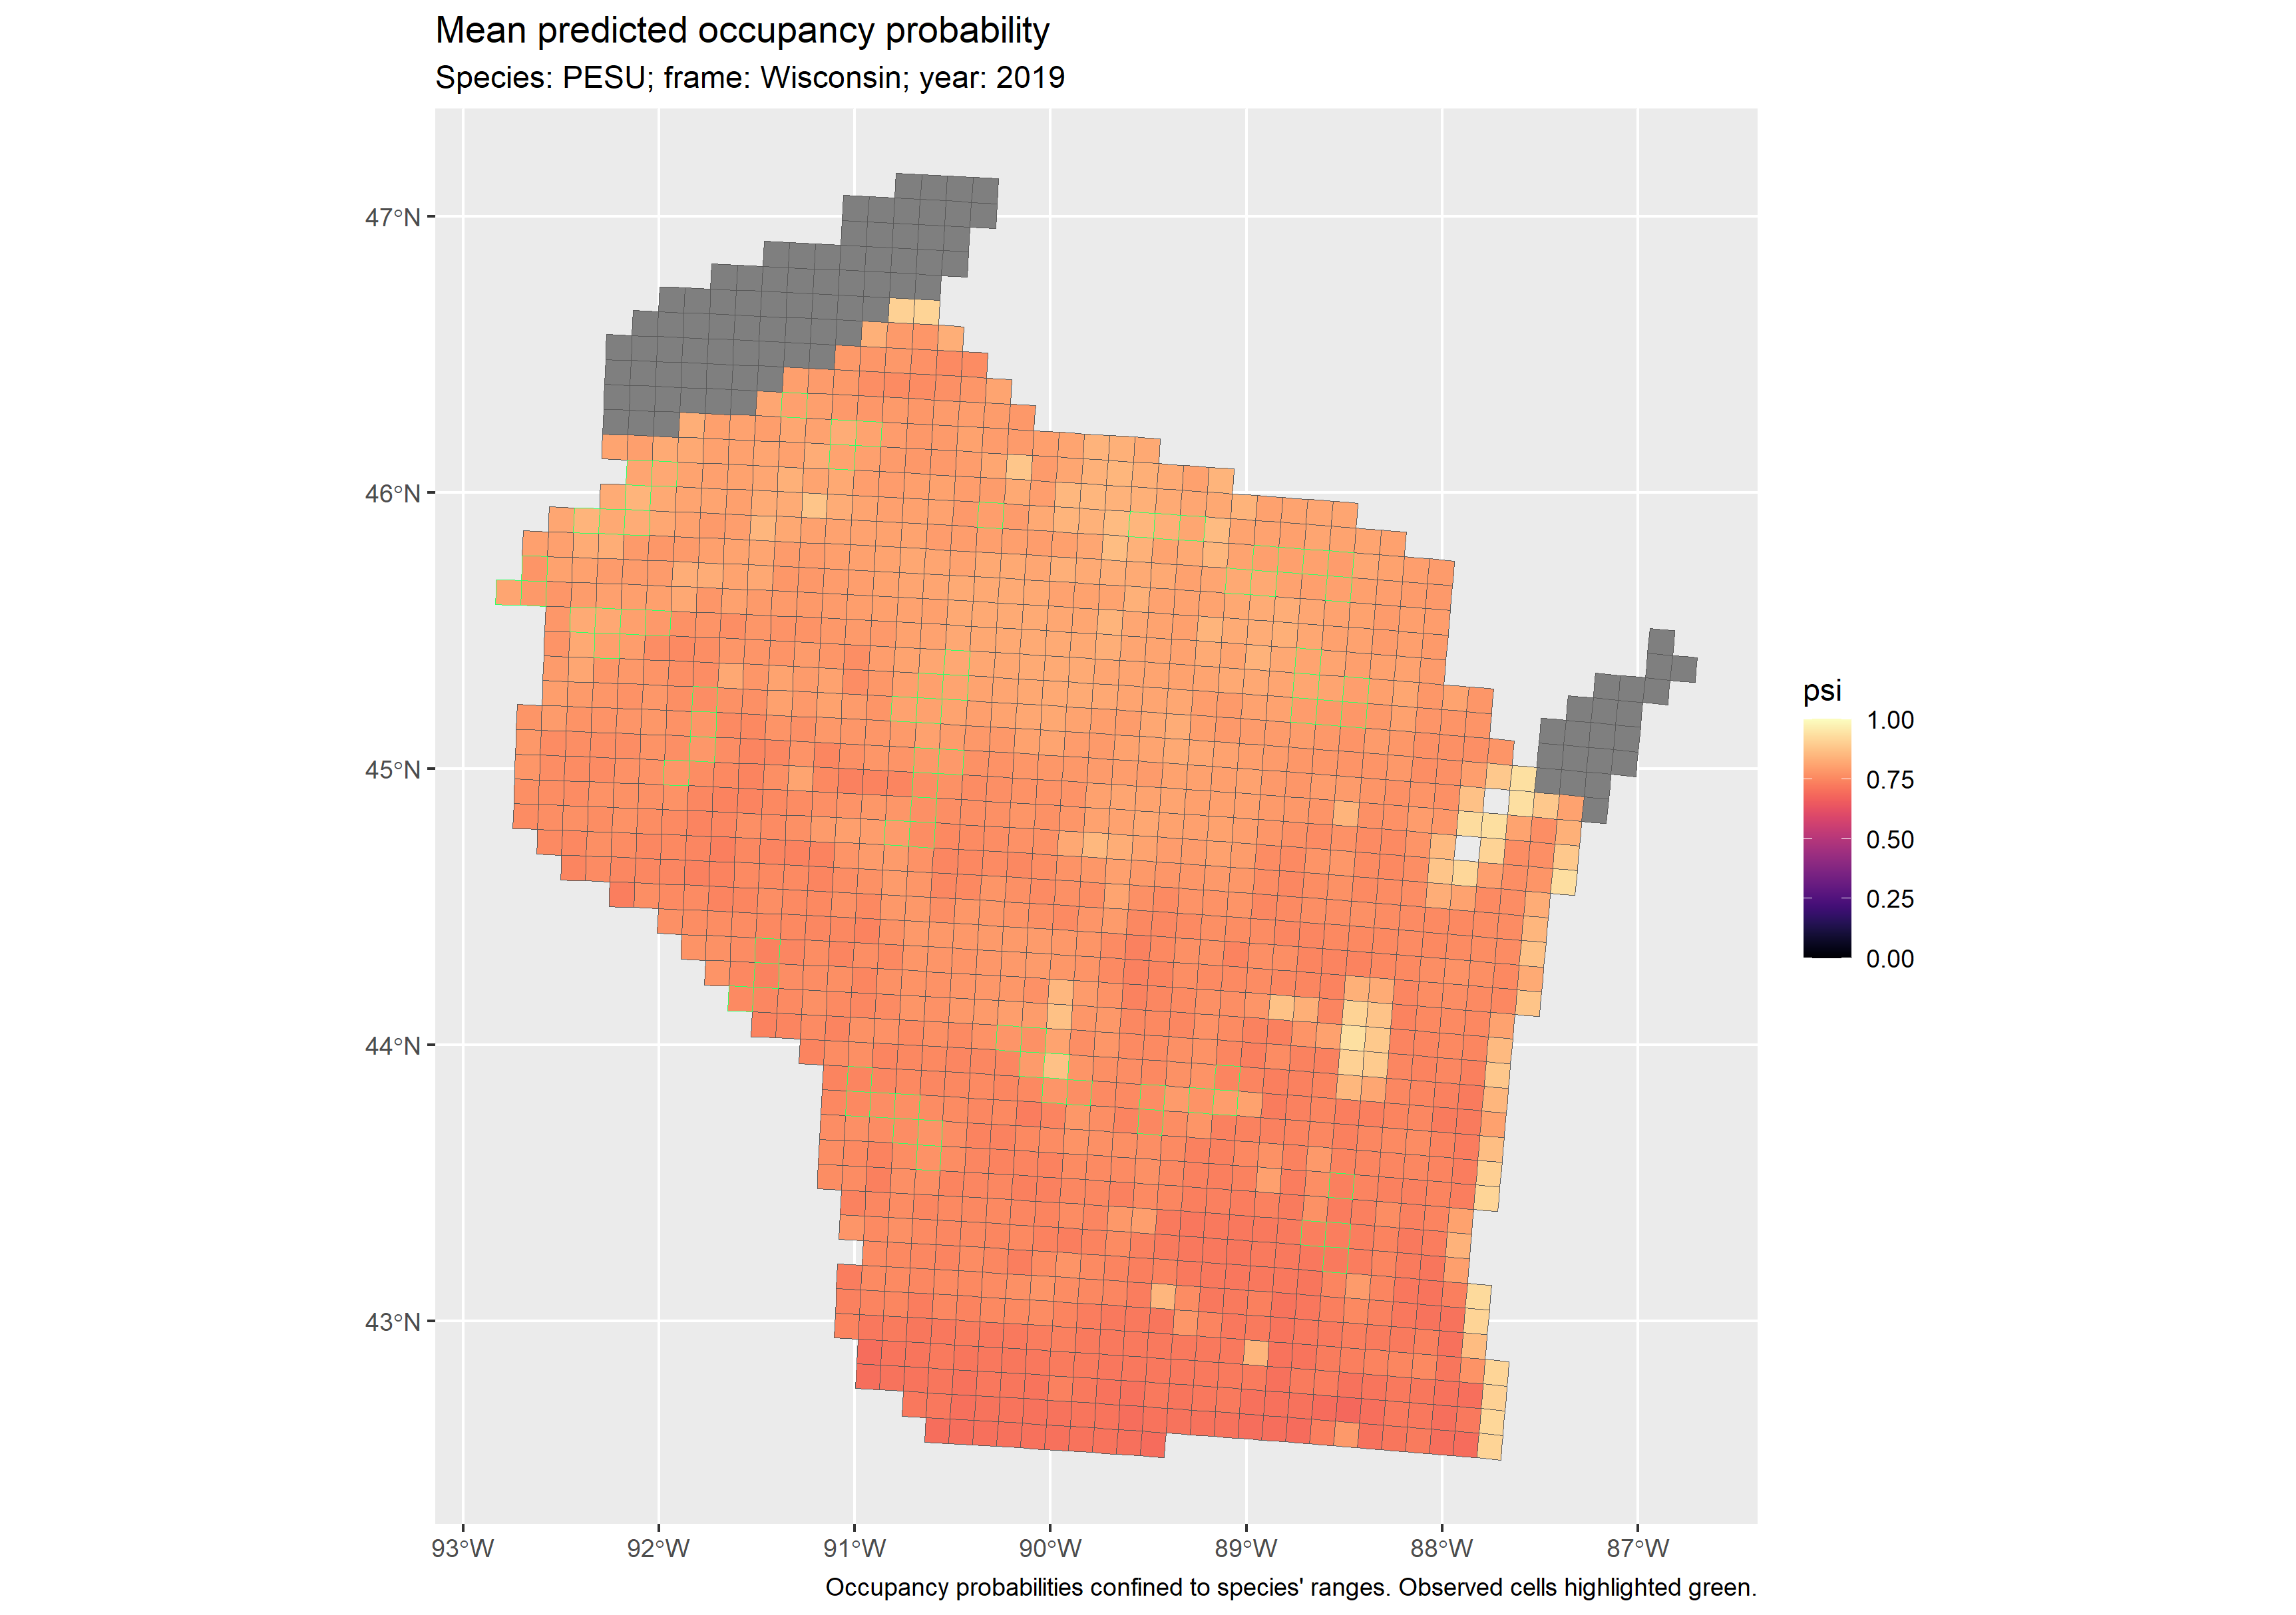 Mean predicted occupancy probability
Species: PESU; frame: Wisconsin; year: 2019
47°N
46°N
45°N
44°N
43°N
93°W
92°W
91°W
90°W
89°W
88°W
87°W
psi
1.00
0.75
0.50
0.25
0.00
Occupancy probabilities confined to species' ranges. Observed cells highlighted green.